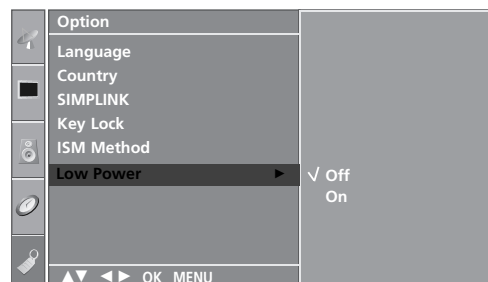 Option
Language
Country
SIMPLINK
Key Lock
ISM Method
Low Power ► √ Off
On
▲▼ ◄► OK MENU